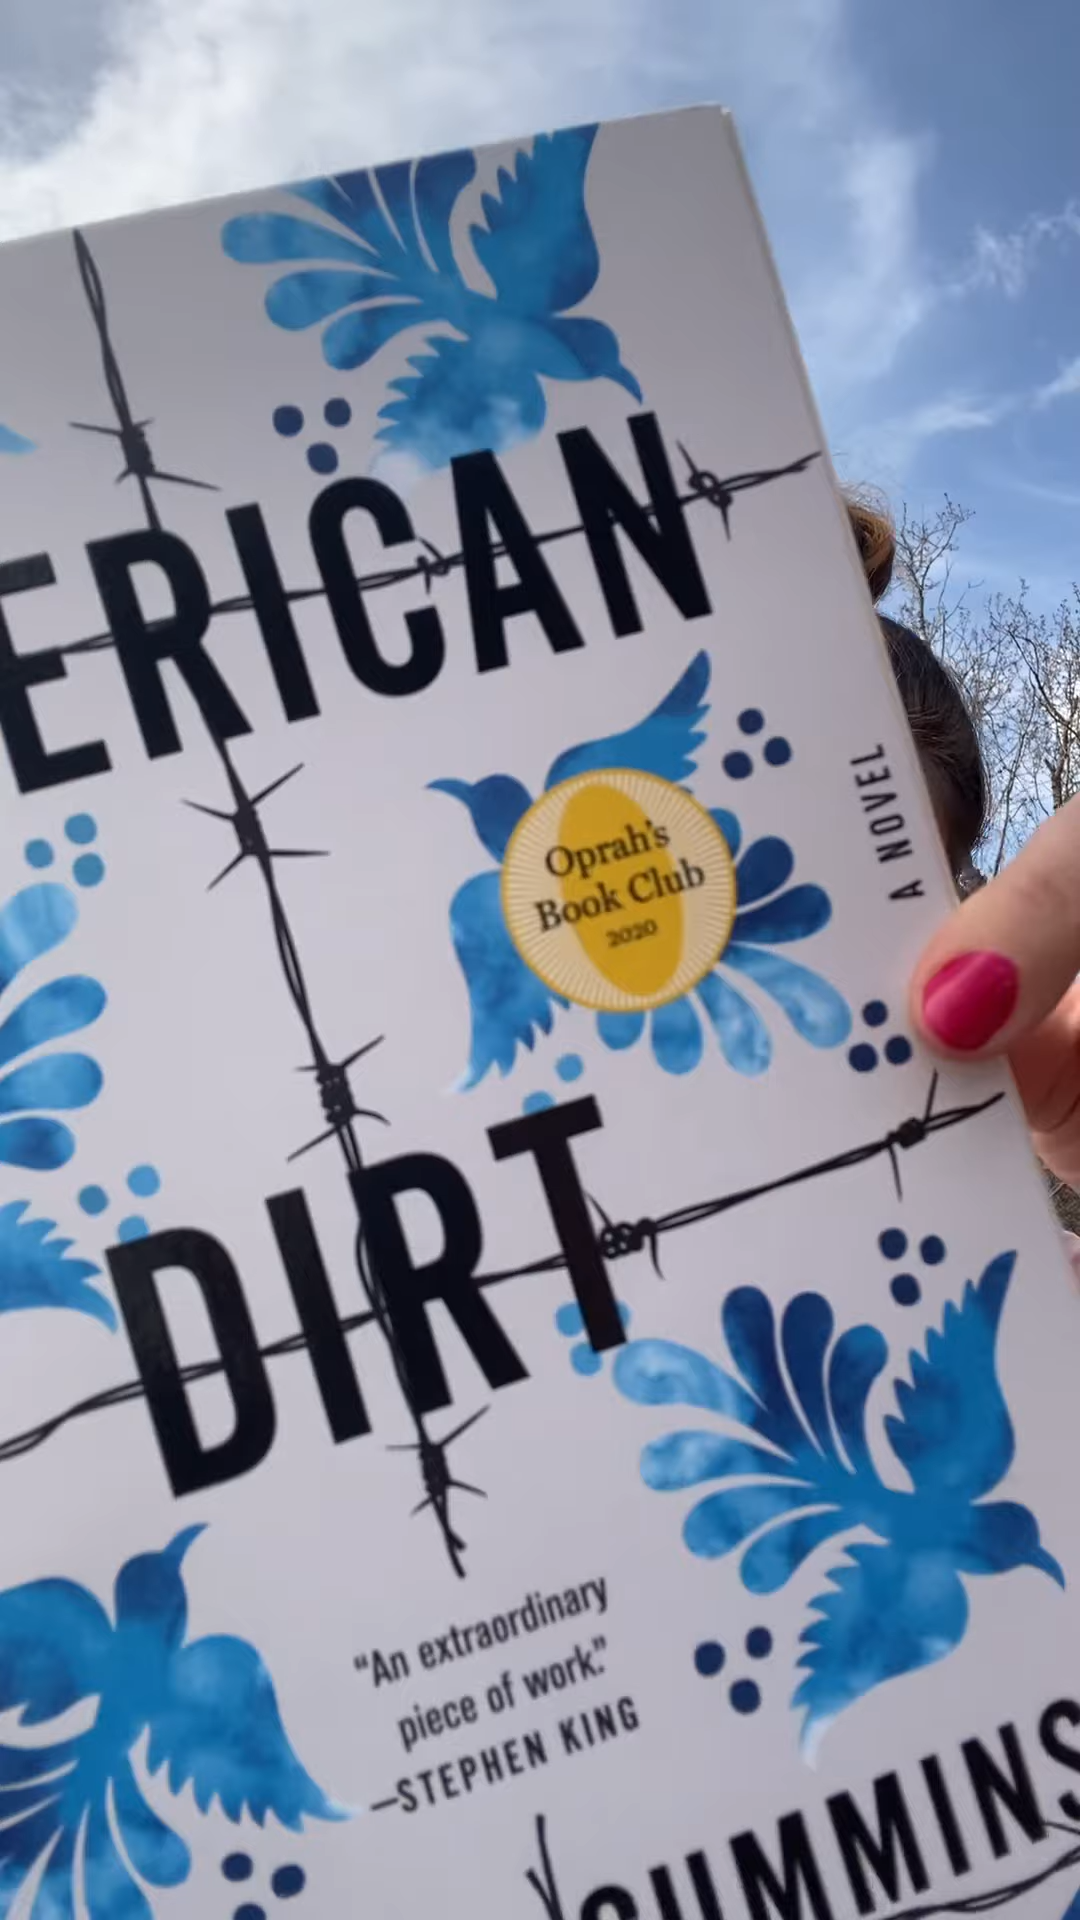 ERICAN
Oprah's
Book Club
2020
A NOVEL
DIRT
“An extraordinary
piece of work.”
—STEPHEN KING
CUMMINS